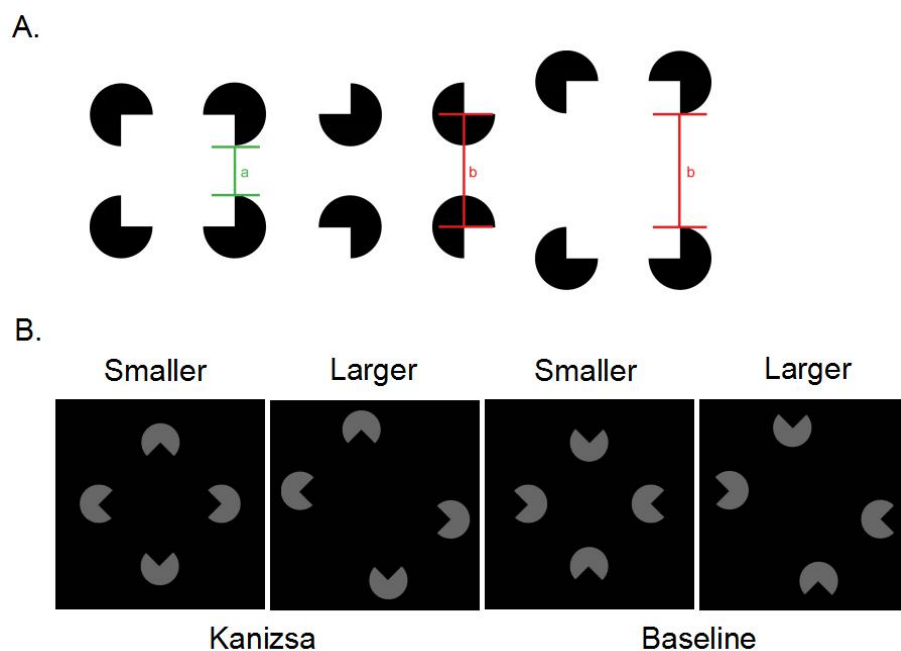 A.
a
b
b
B.
Smaller Larger Smaller Larger
Kanizsa Baseline